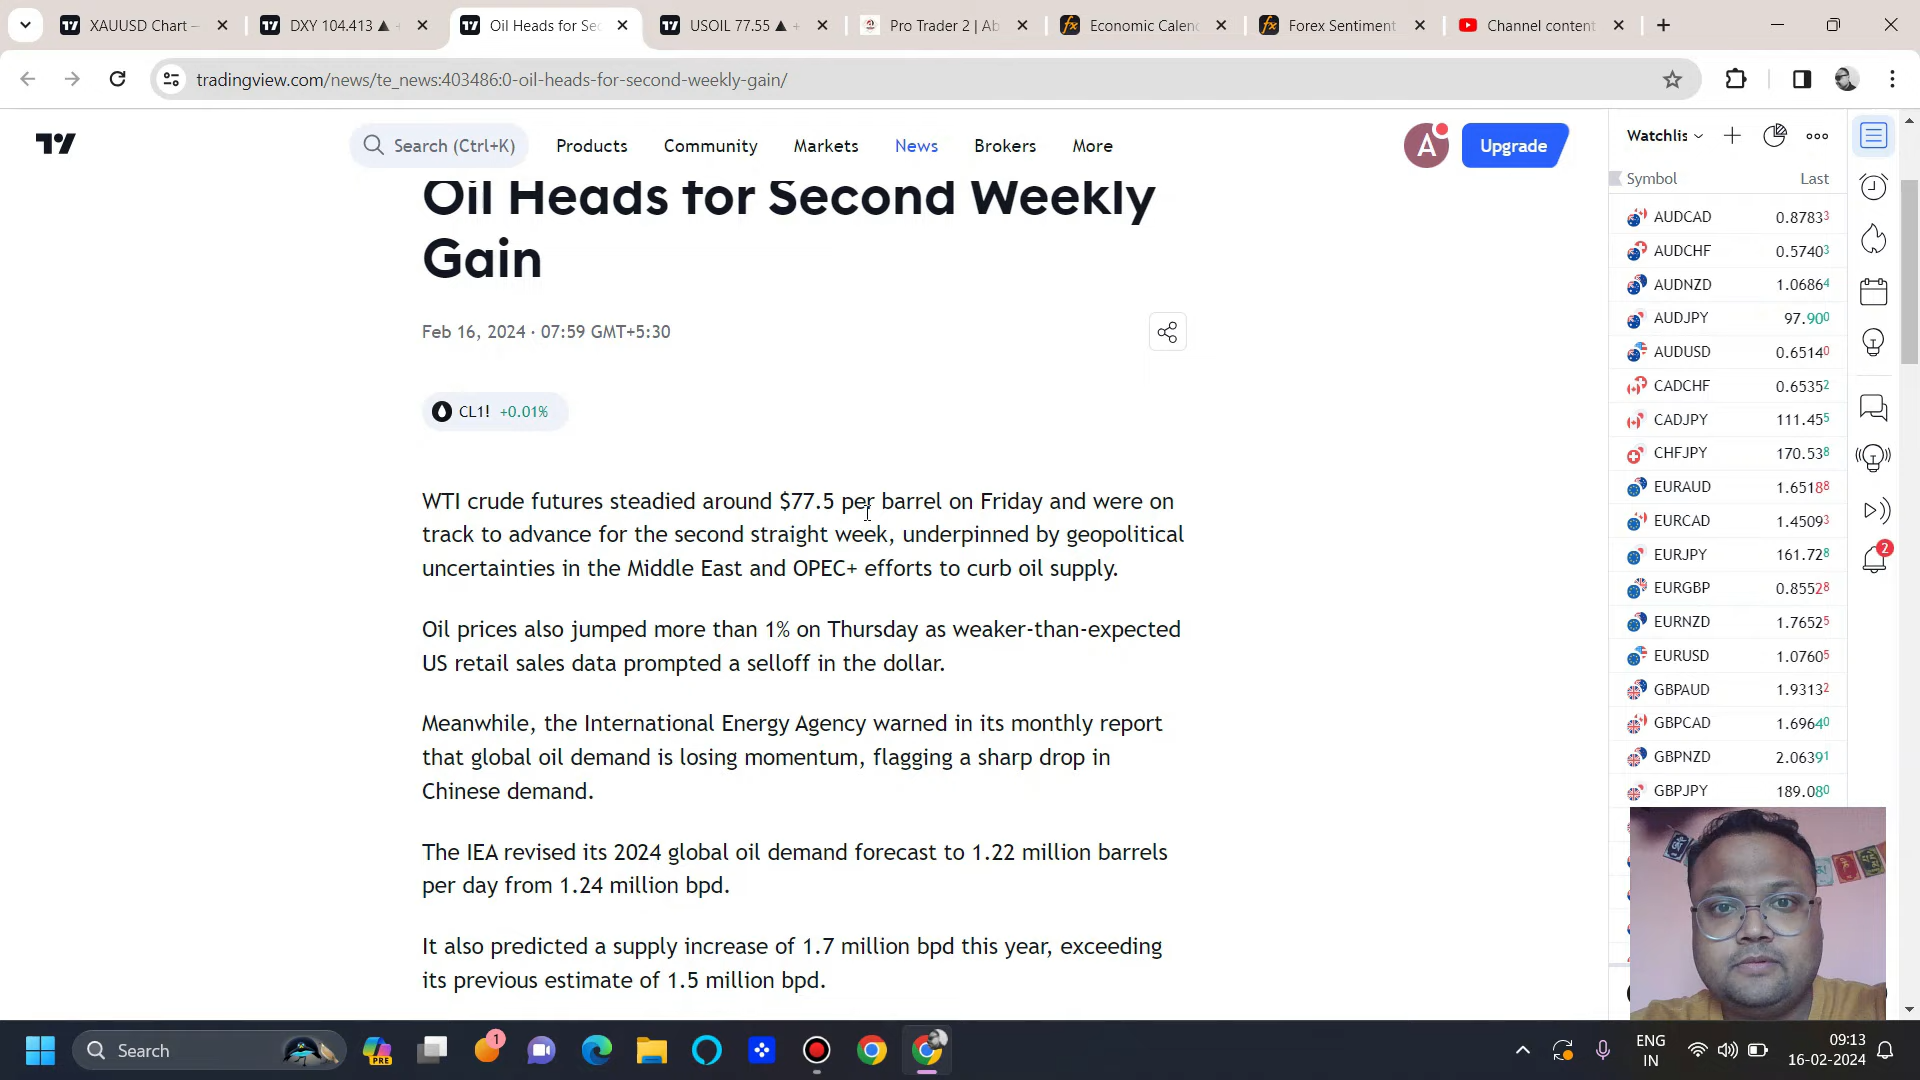 XAUUSD Chart —
DXY 104.413 ▲ +
Oil Heads for Sec
USOIL 77.55 ▲ +
Pro Trader 2 | Ab
Economic Calen
Forex Sentiment
Channel content
tradingview.com/news/te_news:403486:0-oil-heads-for-second-weekly-gain/
Search (Ctrl+K)
Products
Community
Markets
News
Brokers
More
A
Upgrade
Oil Heads for Second Weekly
Gain
Feb 16, 2024 · 07:59 GMT+5:30
CL1! +0.01%
WTI crude futures steadied around $77.5 per barrel on Friday and were on
track to advance for the second straight week, underpinned by geopolitical
uncertainties in the Middle East and OPEC+ efforts to curb oil supply.
Oil prices also jumped more than 1% on Thursday as weaker-than-expected
US retail sales data prompted a selloff in the dollar.
Meanwhile, the International Energy Agency warned in its monthly report
that global oil demand is losing momentum, flagging a sharp drop in
Chinese demand.
The IEA revised its 2024 global oil demand forecast to 1.22 million barrels
per day from 1.24 million bpd.
It also predicted a supply increase of 1.7 million bpd this year, exceeding
its previous estimate of 1.5 million bpd.
Watchlis
Symbol Last
AUDCAD 0.87833
AUDCHF 0.57403
AUDNZD 1.06864
AUDJPY 97.900
AUDUSD 0.65140
CADCHF 0.65352
CADJPY 111.455
CHFJPY 170.538
EURAUD 1.65188
EURCAD 1.45093
EURJPY 161.728
EURGBP 0.85528
EURNZD 1.76525
EURUSD 1.07605
GBPAUD 1.93132
GBPCAD 1.69640
GBPNZD 2.06391
GBPJPY 189.080
2
Search
PRE
1
ENG
IN
09:13
16-02-2024